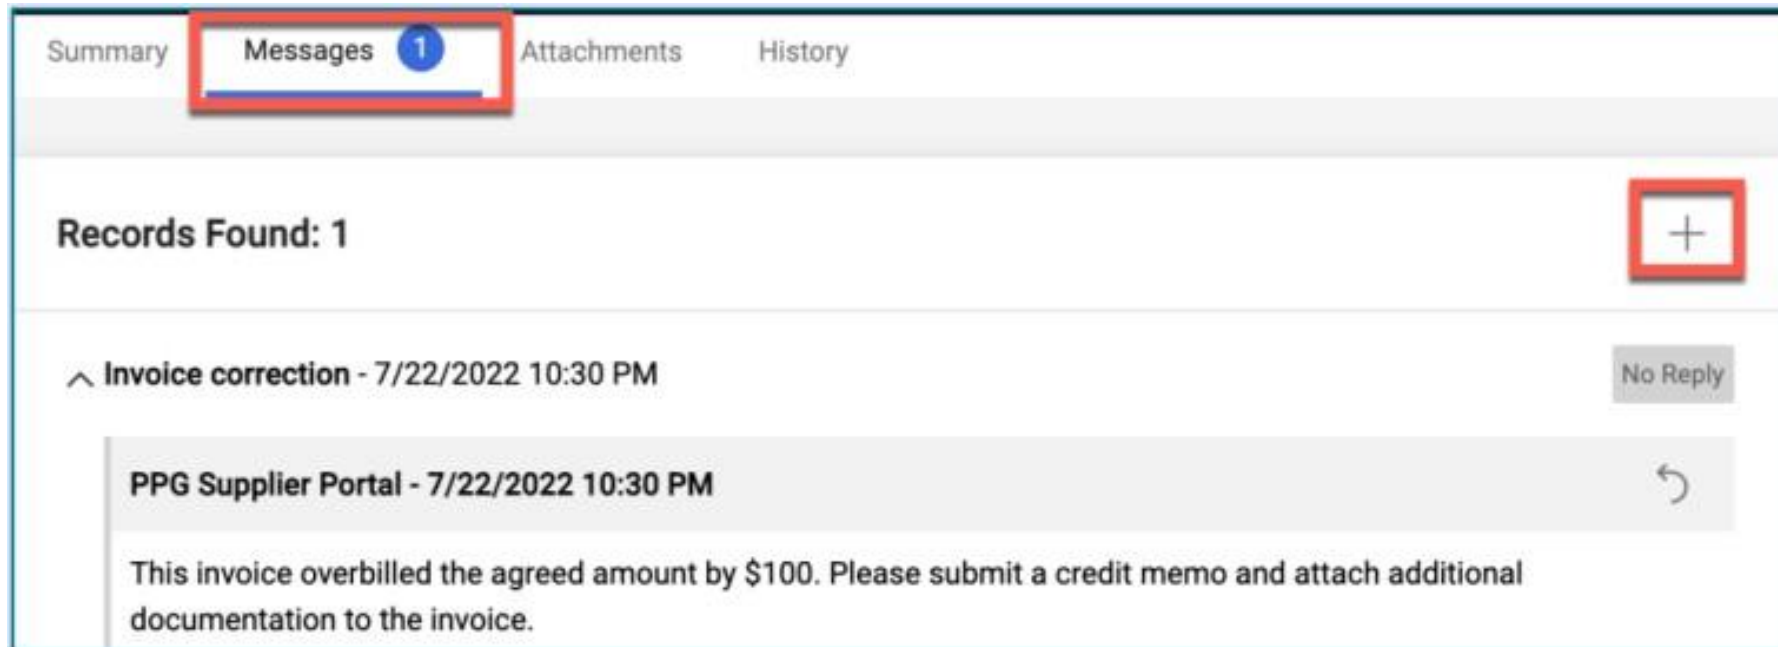 Summary Messages 1 Attachments History
Records Found: 1
Invoice correction - 7/22/2022 10:30 PM No Reply
PPG Supplier Portal - 7/22/2022 10:30 PM
This invoice overbilled the agreed amount by $100. Please submit a credit memo and attach additional
documentation to the invoice.